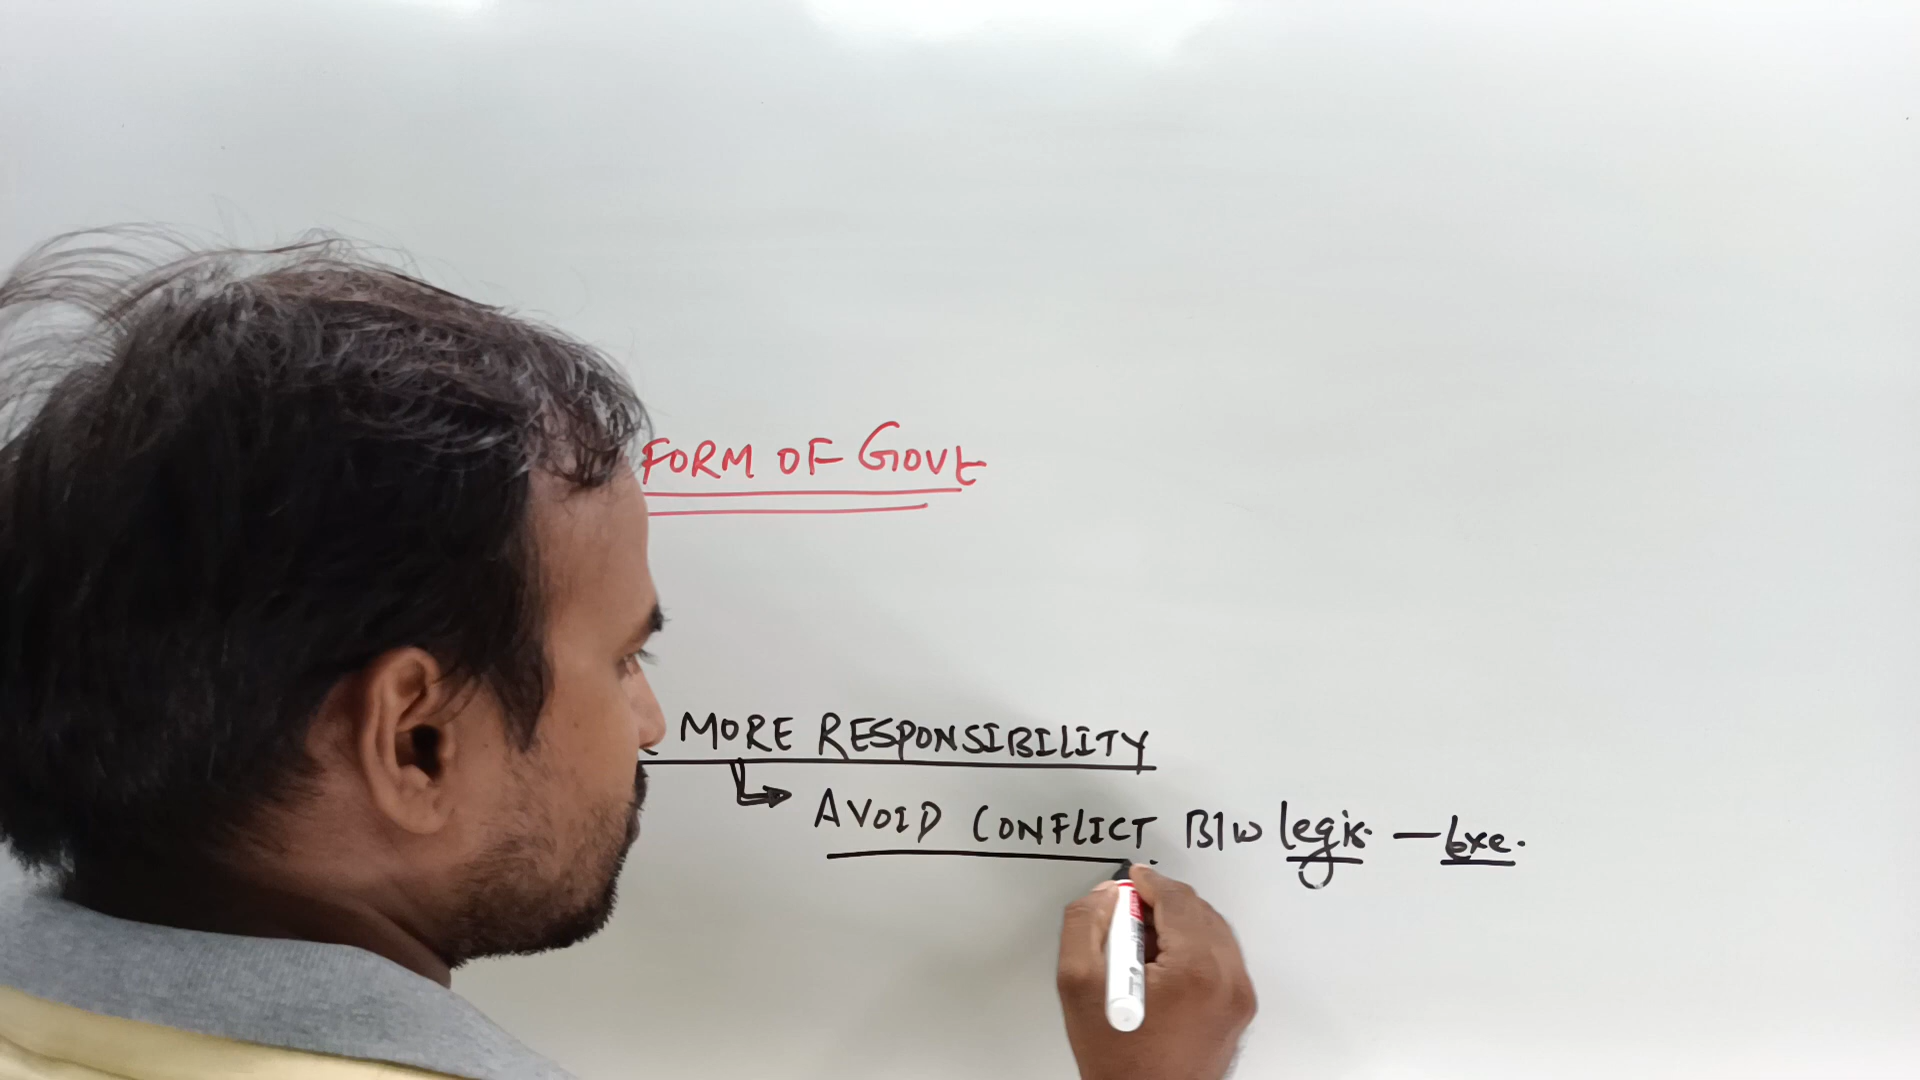 FORM OF GOVT
MORE RESPONSIBILITY
AVOID CONFLICT B/w legis. — Exe.